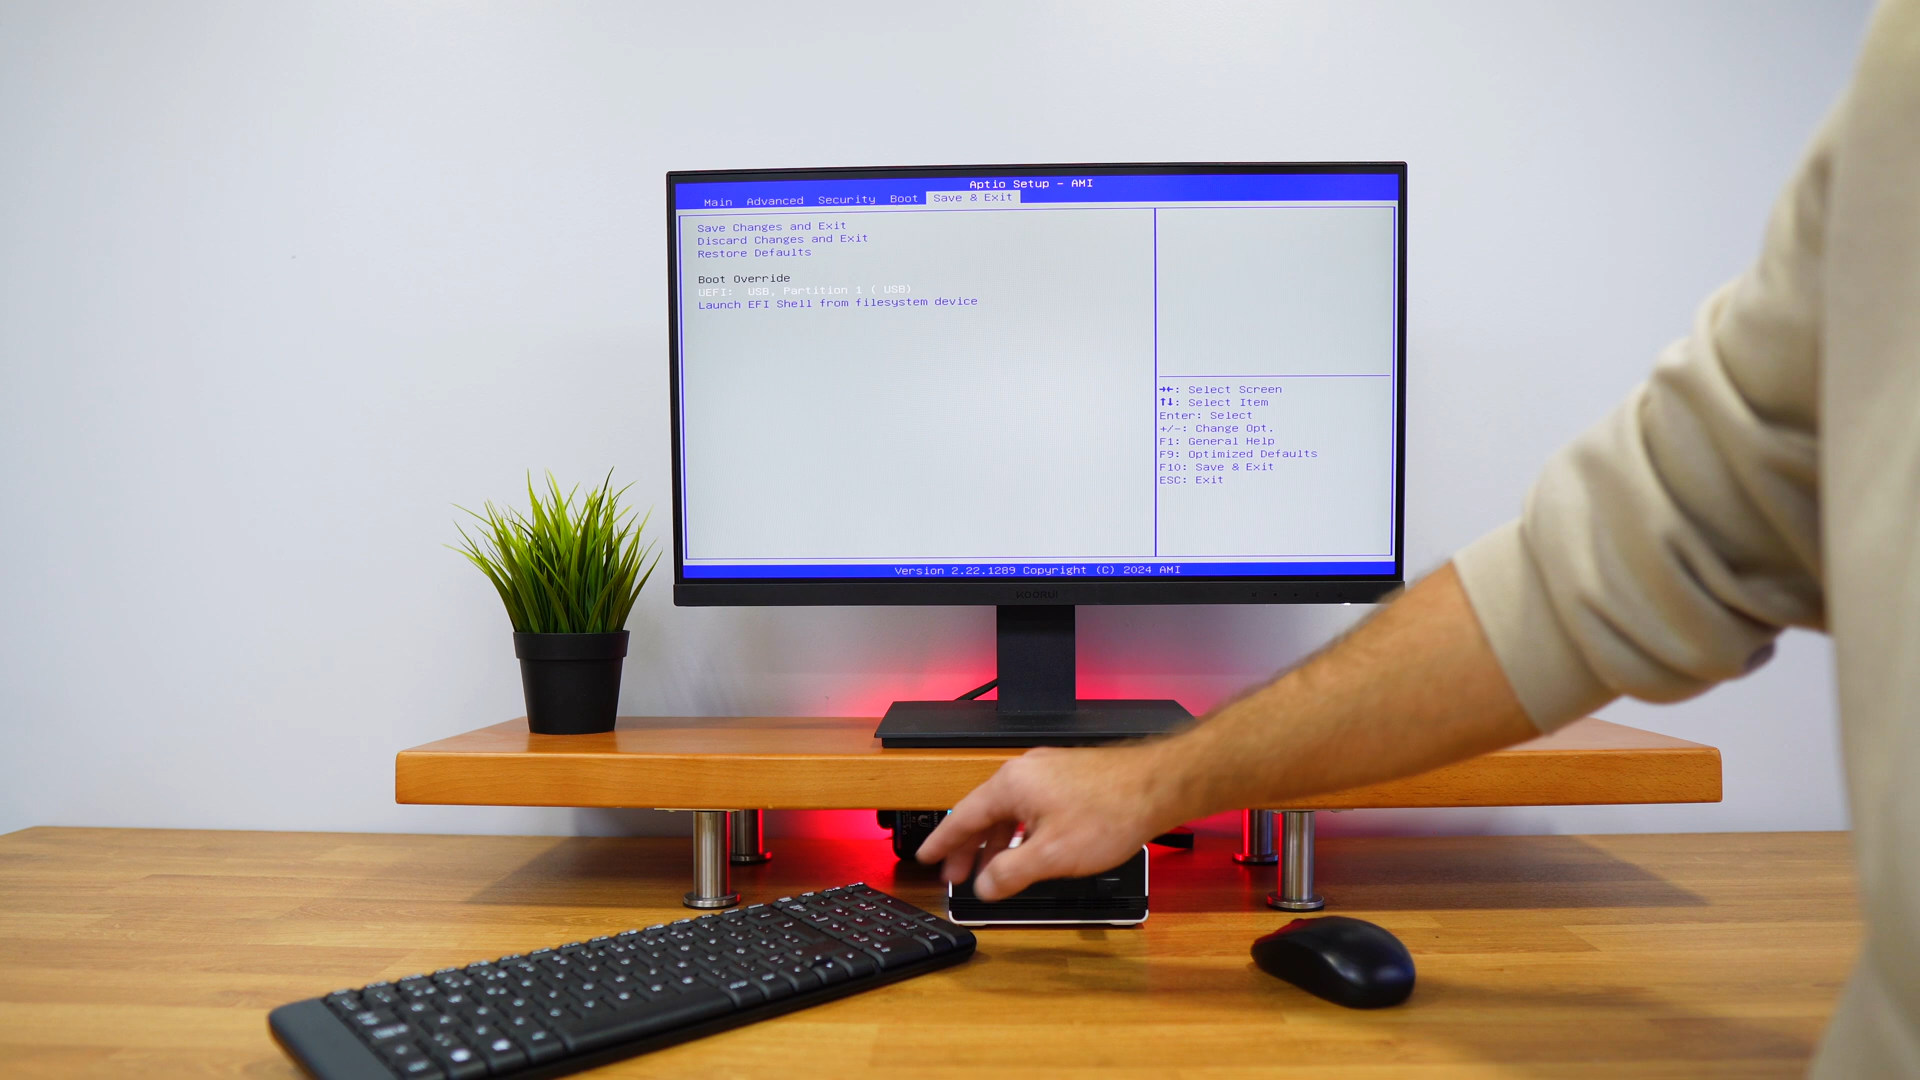 Aptio Setup - AMI
Main Advanced Security Boot Save & Exit
Save Changes and Exit
Discard Changes and Exit
Restore Defaults
Boot Override
UEFI: USB, Partition 1 ( USB)
Launch EFI Shell from filesystem device
→←: Select Screen
↑↓: Select Item
Enter: Select
+/-: Change Opt.
F1: General Help
F9: Optimized Defaults
F10: Save & Exit
ESC: Exit
Version 2.22.1289 Copyright (C) 2024 AMI
KOORUI